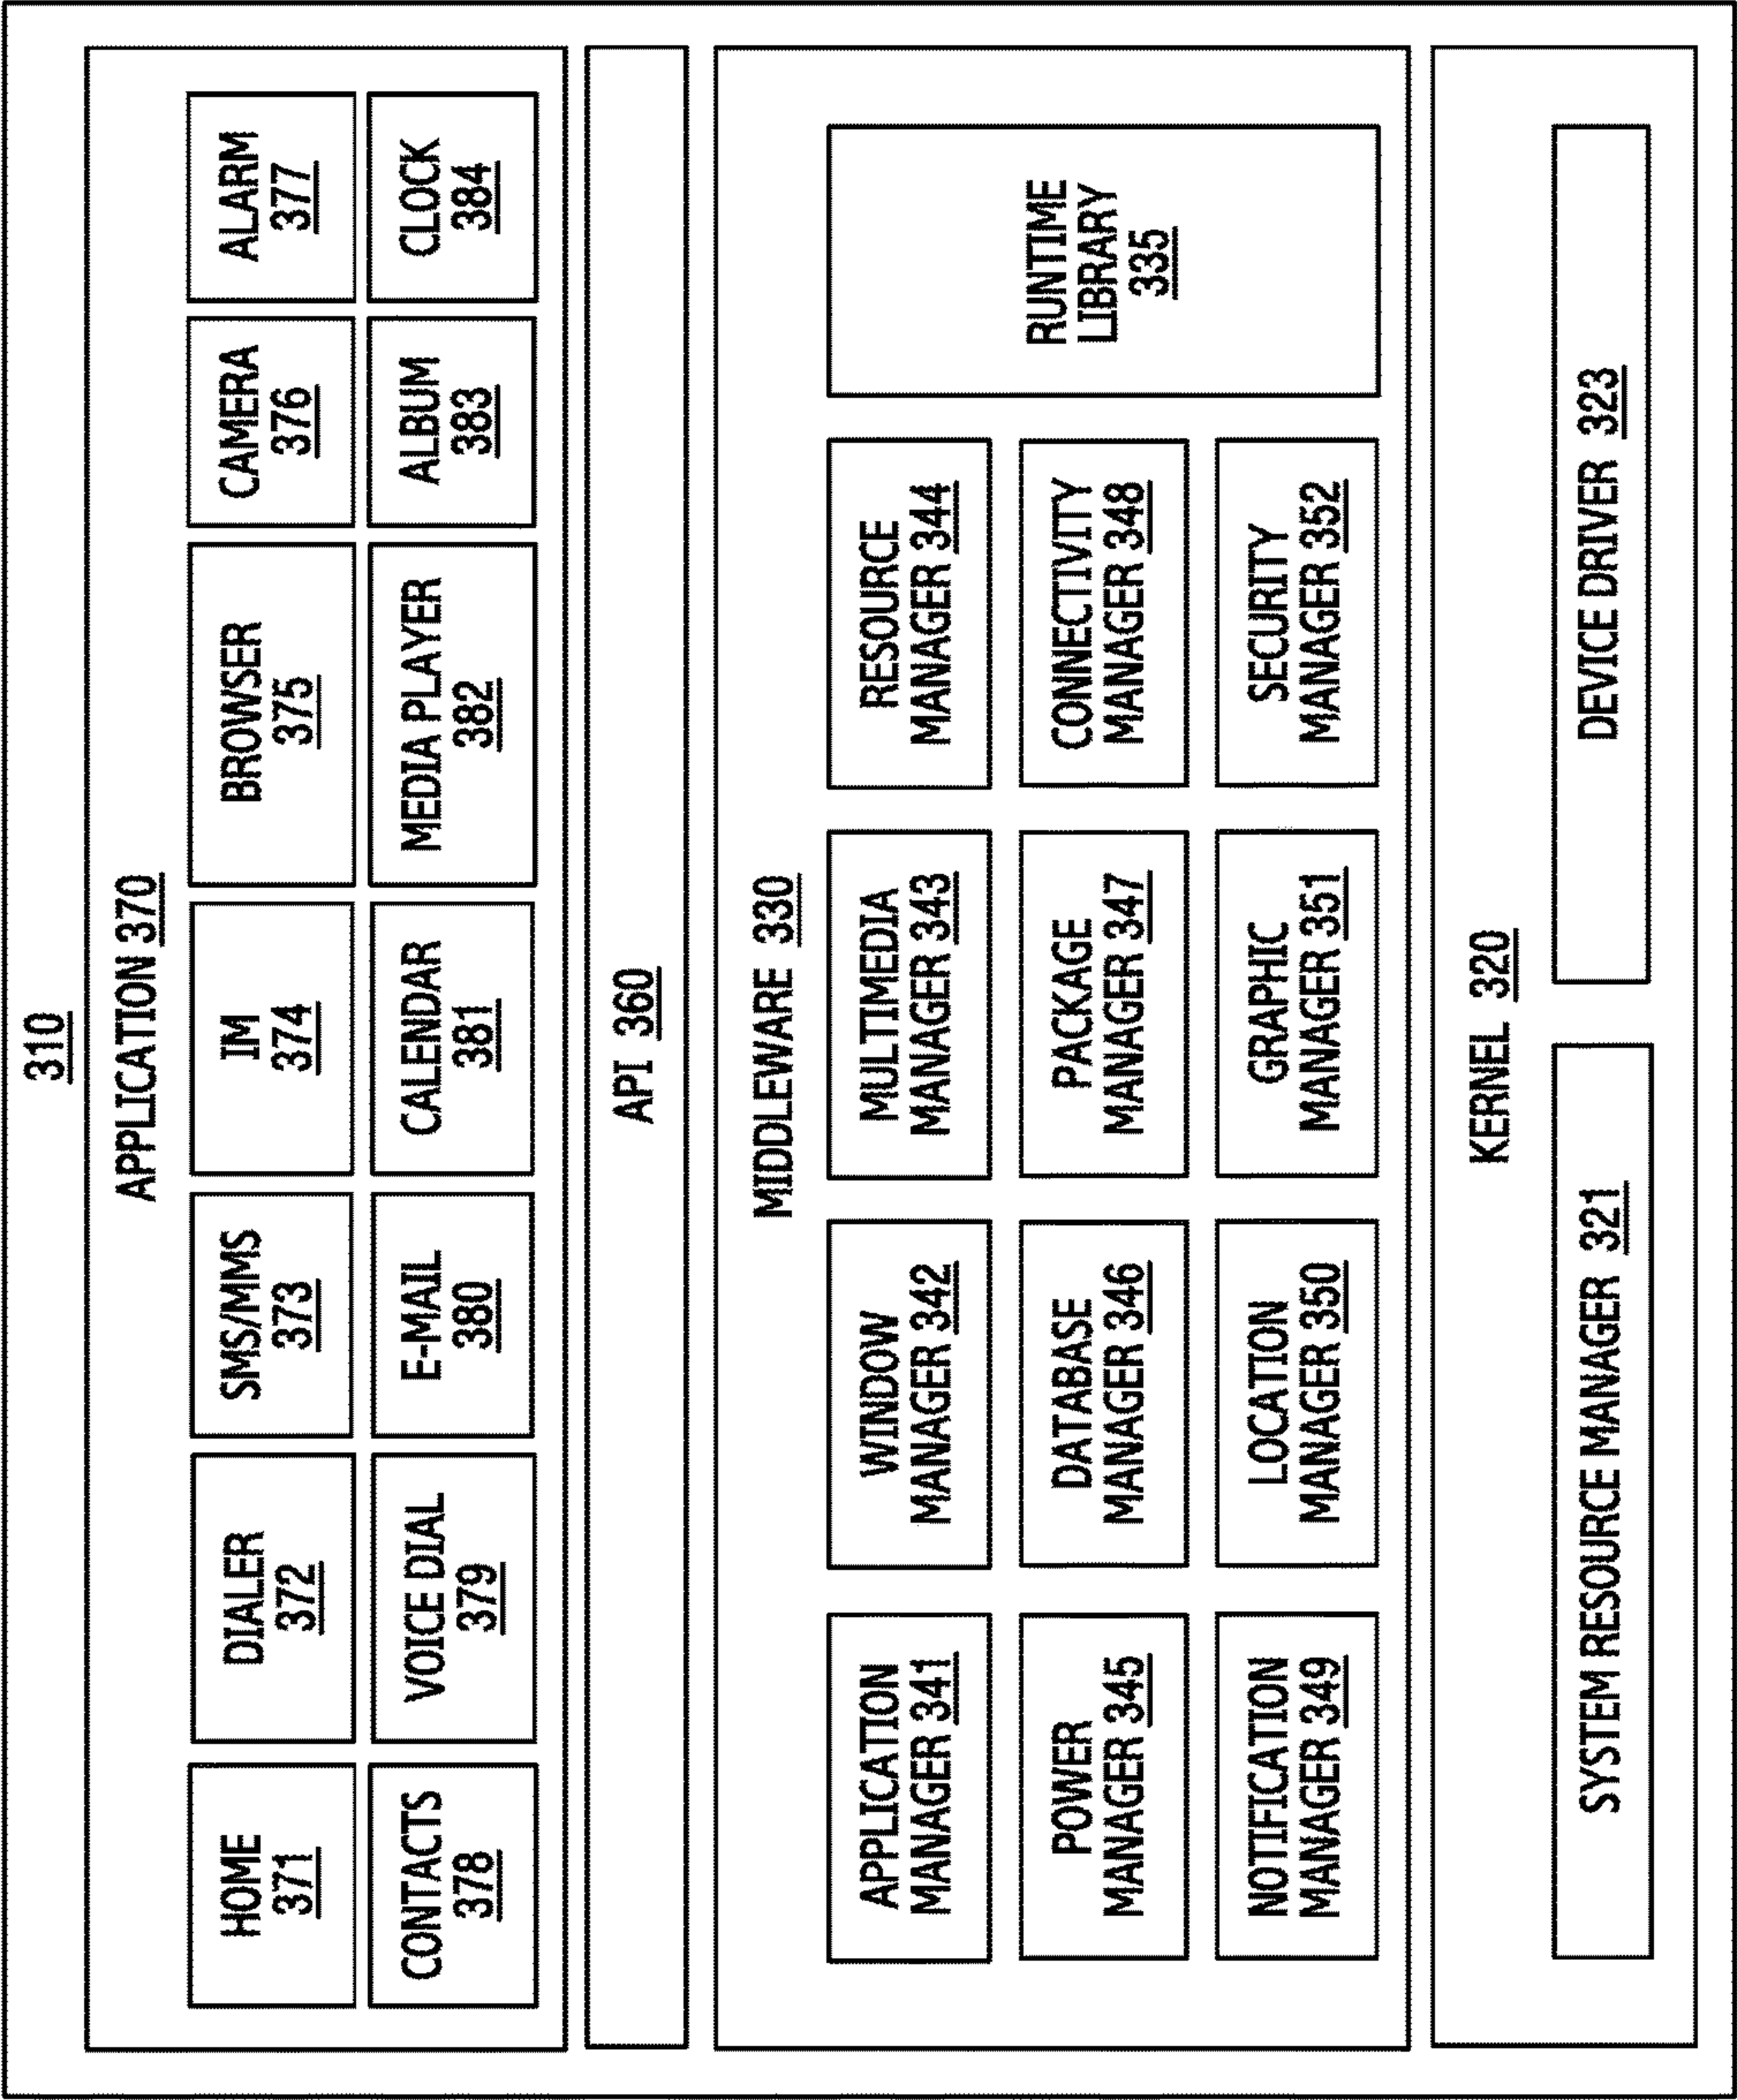 310
APPLICATION 370
HOME
371
DIALER
372
SMS/MMS
373
IM
374
BROWSER
375
CAMERA
376
ALARM
377
CONTACTS
378
VOICE DIAL
379
E-MAIL
380
CALENDAR
381
MEDIA PLAYER
382
ALBUM
383
CLOCK
384
API 360
MIDDLEWARE 330
APPLICATION
MANAGER 341
WINDOW
MANAGER 342
MULTIMEDIA
MANAGER 343
RESOURCE
MANAGER 344
POWER
MANAGER 345
DATABASE
MANAGER 346
PACKAGE
MANAGER 347
CONNECTIVITY
MANAGER 348
NOTIFICATION
MANAGER 349
LOCATION
MANAGER 350
GRAPHIC
MANAGER 351
SECURITY
MANAGER 352
RUNTIME
LIBRARY
335
KERNEL 320
SYSTEM RESOURCE MANAGER 321
DEVICE DRIVER 323